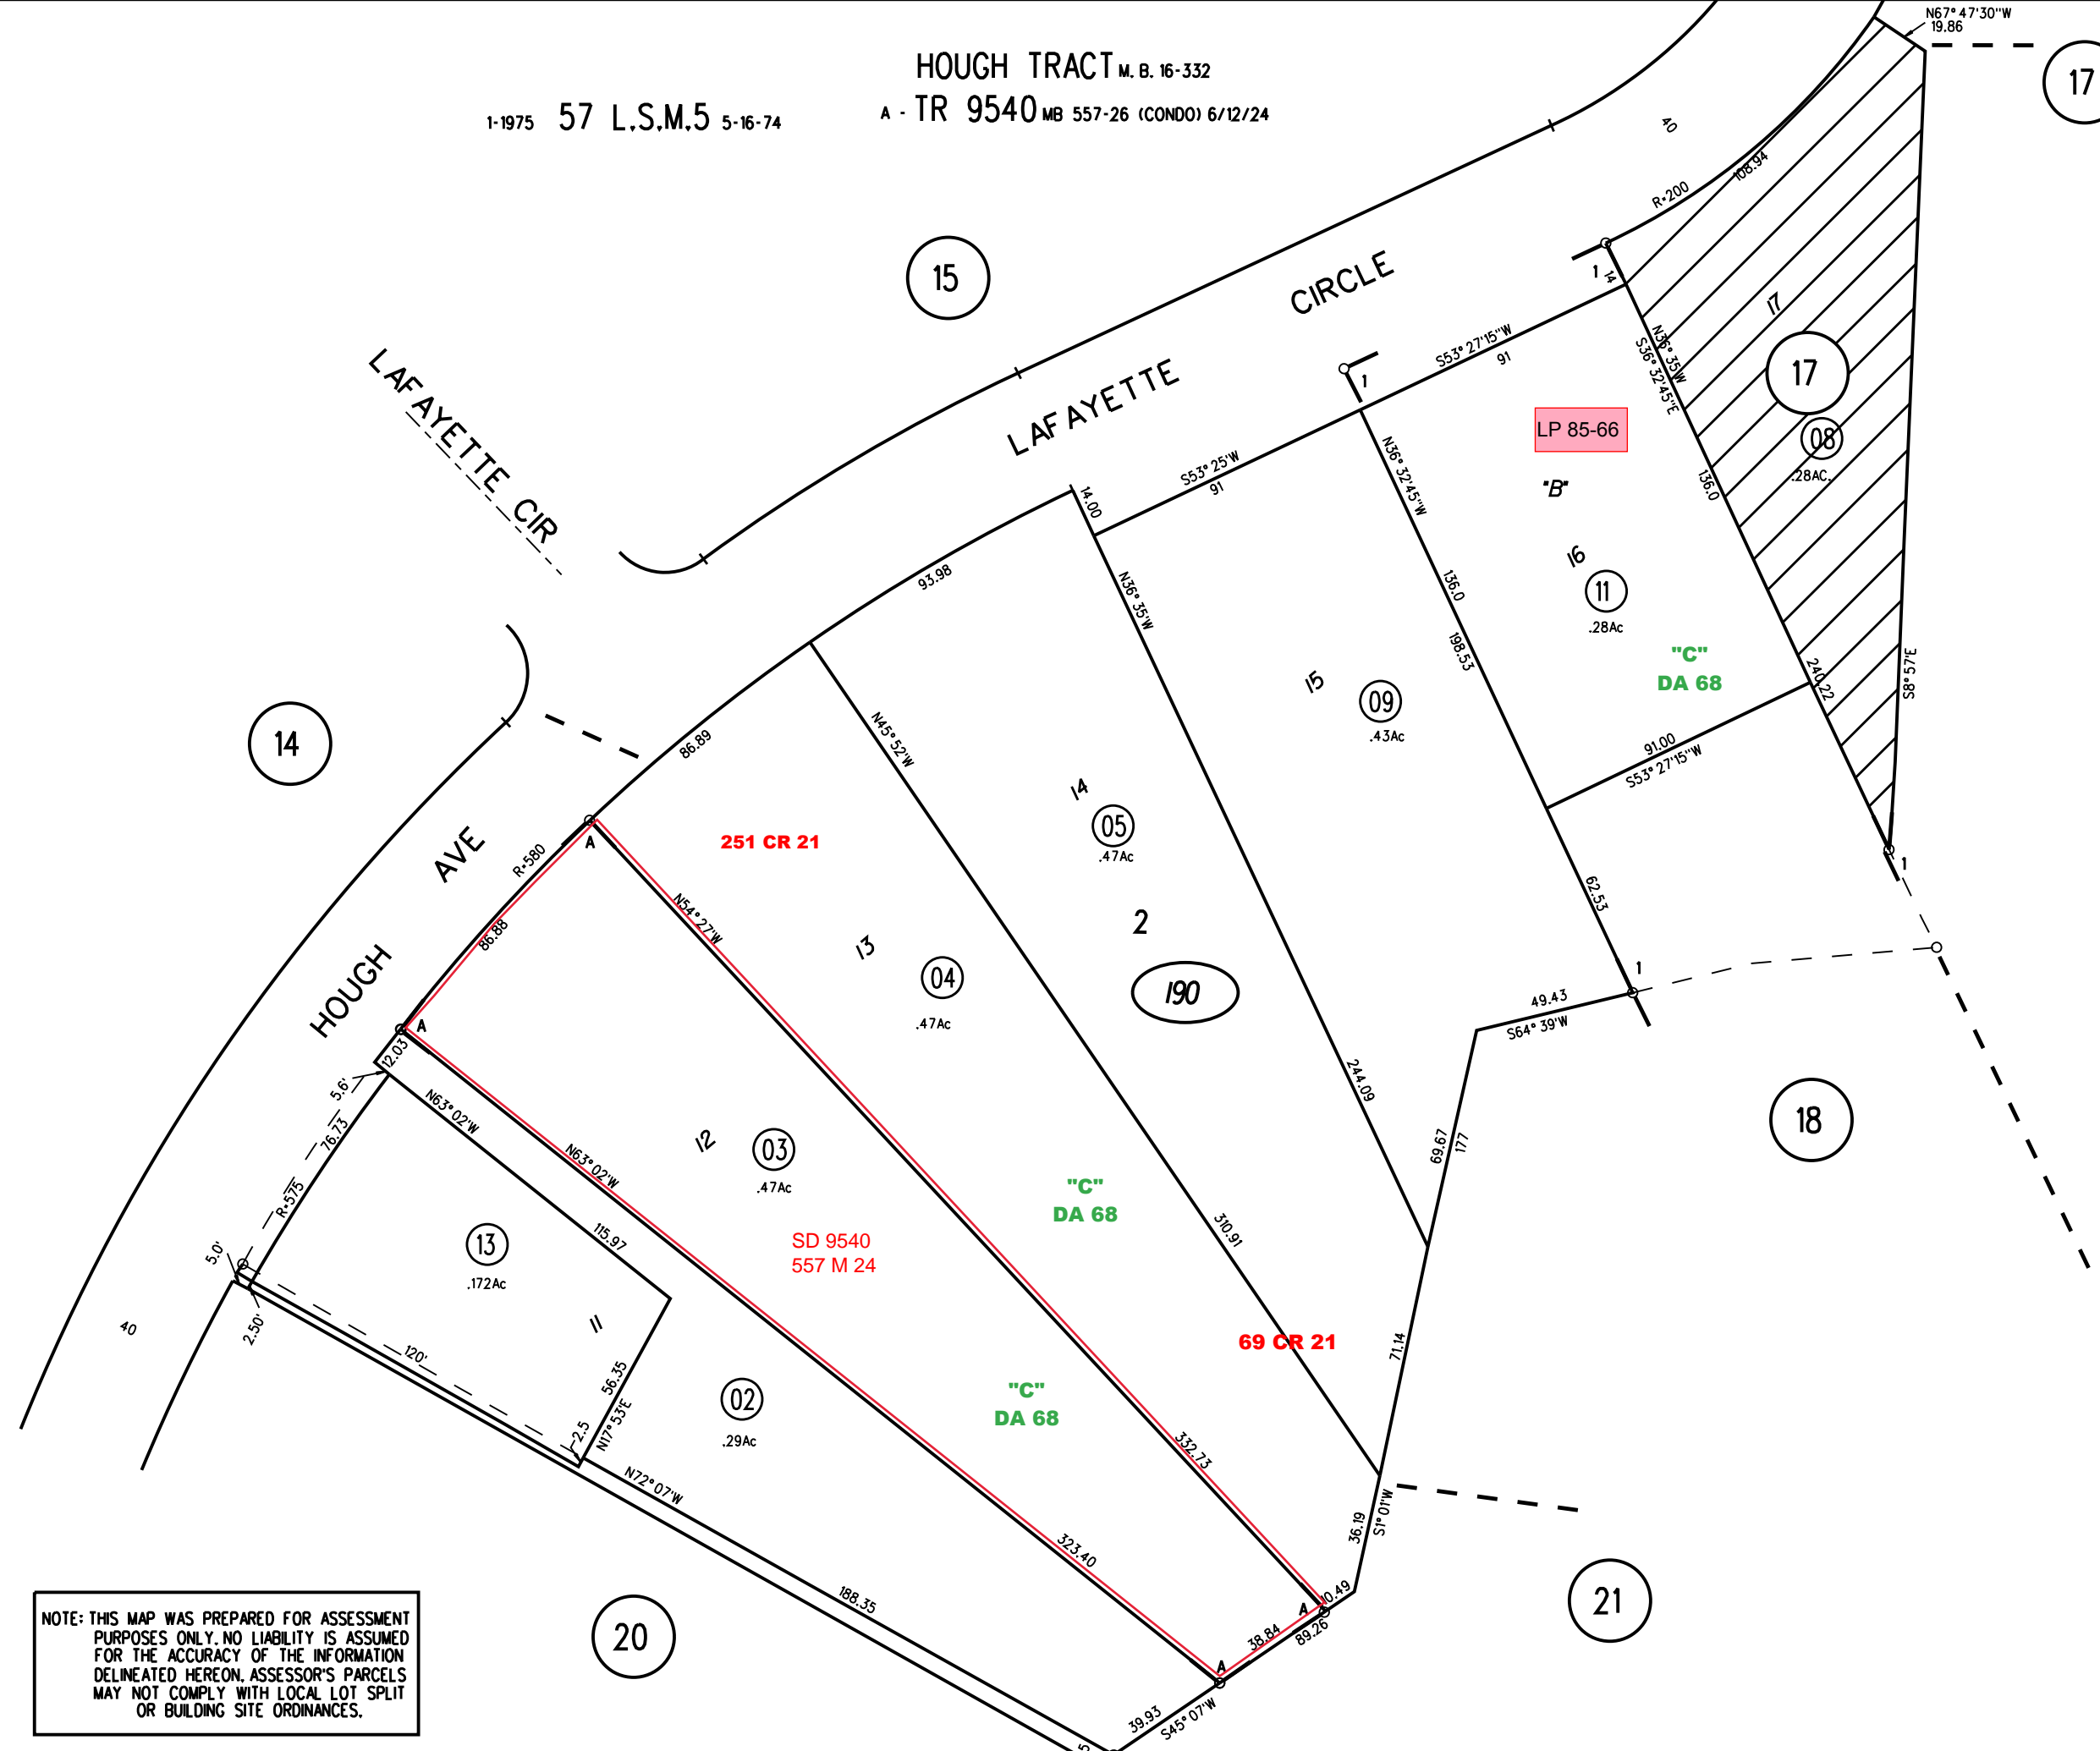 HOUGH TRACT M. B. 16-332
1-1975 57 L.S.M.5 5-16-74
A - TR 9540 MB 557-26 (CONDO) 6/12/24
N67° 47'30"W
19.86
17
40
108.94
R=200
15
CIRCLE
1
14
17
S53° 27'15"W
91
N36° 35'W
S36° 32'45"E
17
LAFAYETTE CIR
LAFAYETTE
1
LP 85-66
08
.28AC.
S53° 25'W
91
N36° 32'45"W
"B"
136.0
14.00
93.98
N36° 35'W
136.0
16
11
.28Ac
198.53
"C"
DA 68
240.22
S8° 57'E
15
09
.43Ac
91.00
S53° 27'15"W
14
86.89
N45° 52'W
14
05
.47Ac
HOUGH AVE
R=580
A
251 CR 21
1
62.53
86.88
N54° 27'W
13
04
.47Ac
2
190
1
49.43
S64° 39'W
A
12.03
5.6'
N63° 02'W
76.73
244.09
18
69.67
177
12
03
.47Ac
N63° 02'W
"C"
DA 68
R=575
5.0'
13
.172Ac
115.97
SD 9540
557 M 24
310.91
2.50'
40
11
120'
56.35
69 CR 21
71.14
"C"
DA 68
02
.29Ac
2.5
N17° 53'E
332.73
N72° 07'W
36.19
S1° 01'W
323.40
188.35
20
21
A
10.49
38.84
89.26
A
39.93
S45° 07'W
5
NOTE: THIS MAP WAS PREPARED FOR ASSESSMENT
PURPOSES ONLY. NO LIABILITY IS ASSUMED
FOR THE ACCURACY OF THE INFORMATION
DELINEATED HEREON. ASSESSOR'S PARCELS
MAY NOT COMPLY WITH LOCAL LOT SPLIT
OR BUILDING SITE ORDINANCES.